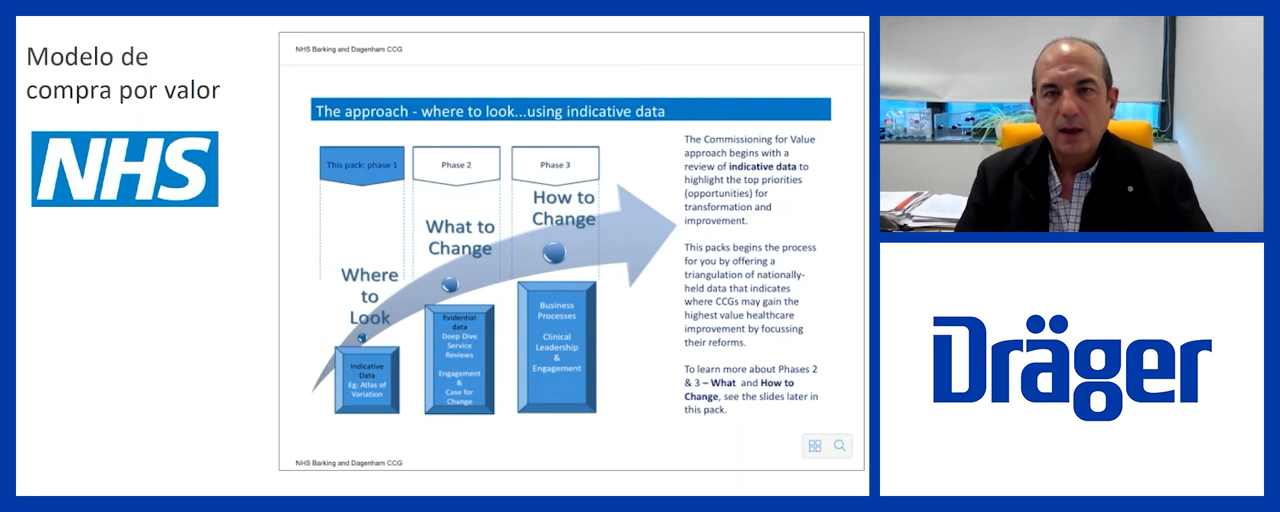 Modelo de
compra por valor
NHS
NHS Barking and Dagenham CCG
The approach - where to look...using indicative data
This pack: phase 1
Phase 2
Phase 3
Where
to
Look
What to
Change
How to
Change
Indicative
Data
Eg: Atlas of
Variation
Evidential
data
Deep Dive
Service
Reviews
Engagement
&
Case for
Change
Business
Processes
Clinical
Leadership
&
Engagement
The Commissioning for Value
approach begins with a
review of indicative data to
highlight the top priorities
(opportunities) for
transformation and
improvement.
This packs begins the process
for you by offering a
triangulation of nationally-
held data that indicates
where CCGs may gain the
highest value healthcare
improvement by focussing
their reforms.
To learn more about Phases 2
& 3 – What and How to
Change, see the slides later in
this pack.
NHS Barking and Dagenham CCG
Dräger